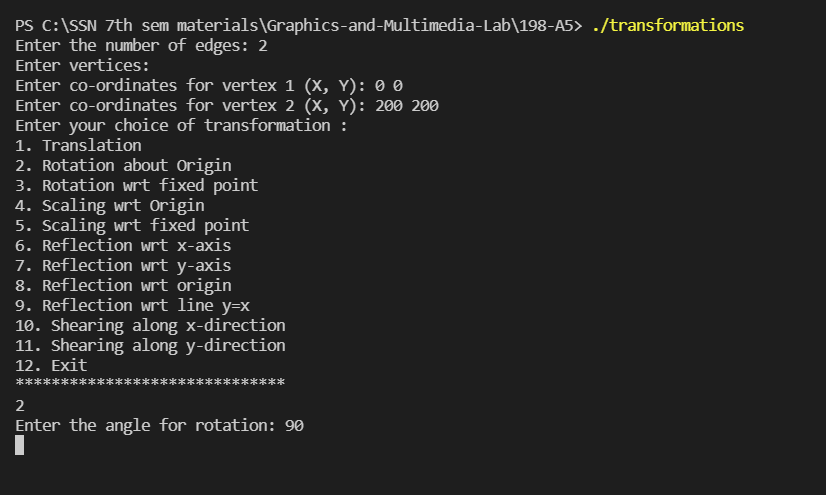 PS C:\SSN 7th sem materials\Graphics-and-Multimedia-Lab\198-A5> ./transformations
Enter the number of edges: 2
Enter vertices:
Enter co-ordinates for vertex 1 (X, Y): 0 0
Enter co-ordinates for vertex 2 (X, Y): 200 200
Enter your choice of transformation :
1. Translation
2. Rotation about Origin
3. Rotation wrt fixed point
4. Scaling wrt Origin
5. Scaling wrt fixed point
6. Reflection wrt x-axis
7. Reflection wrt y-axis
8. Reflection wrt origin
9. Reflection wrt line y=x
10. Shearing along x-direction
11. Shearing along y-direction
12. Exit
******************************
2
Enter the angle for rotation: 90